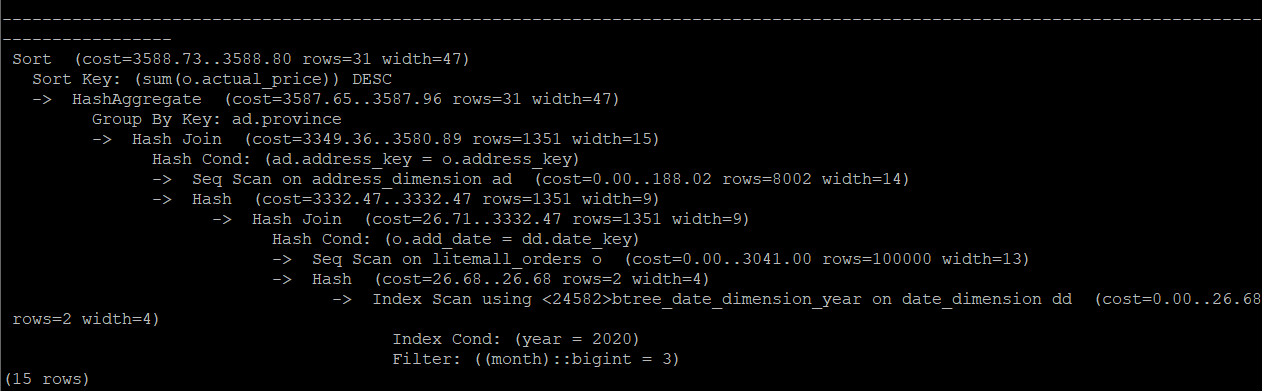 ---------------------------------------------------------------------------------------------------------------------------------------------
-----------------
 Sort  (cost=3588.73..3588.80 rows=31 width=47)
   Sort Key: (sum(o.actual_price)) DESC
   ->  HashAggregate  (cost=3587.65..3587.96 rows=31 width=47)
         Group By Key: ad.province
         ->  Hash Join  (cost=3349.36..3580.89 rows=1351 width=15)
               Hash Cond: (ad.address_key = o.address_key)
               ->  Seq Scan on address_dimension ad  (cost=0.00..188.02 rows=8002 width=14)
               ->  Hash  (cost=3332.47..3332.47 rows=1351 width=9)
                     ->  Hash Join  (cost=26.71..3332.47 rows=1351 width=9)
                           Hash Cond: (o.add_date = dd.date_key)
                           ->  Seq Scan on litemall_orders o  (cost=0.00..3041.00 rows=100000 width=13)
                           ->  Hash  (cost=26.68..26.68 rows=2 width=4)
                                 ->  Index Scan using <24582>btree_date_dimension_year on date_dimension dd  (cost=0.00..26.68
 rows=2 width=4)
                                       Index Cond: (year = 2020)
                                       Filter: ((month)::bigint = 3)
(15 rows)